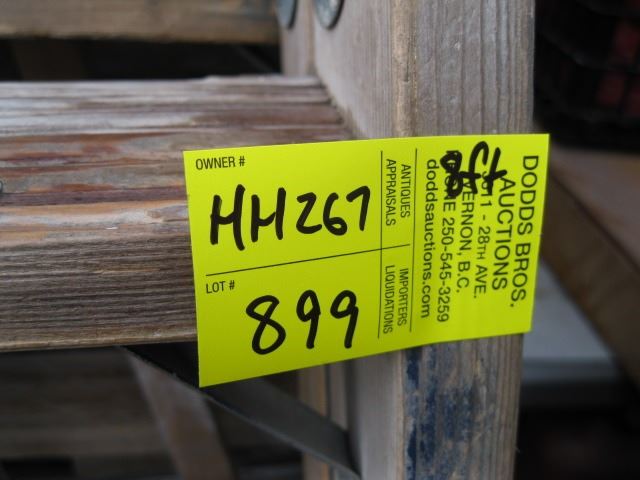 OWNER #
HH267
LOT #
899
ANTIQUES
APPRAISALS
IMPORTERS
LIQUIDATIONS
DODDS BROS.
AUCTIONS
11 - 28TH AVE.
VERNON, B.C.
250-545-3259
doddsauctions.com
8ft